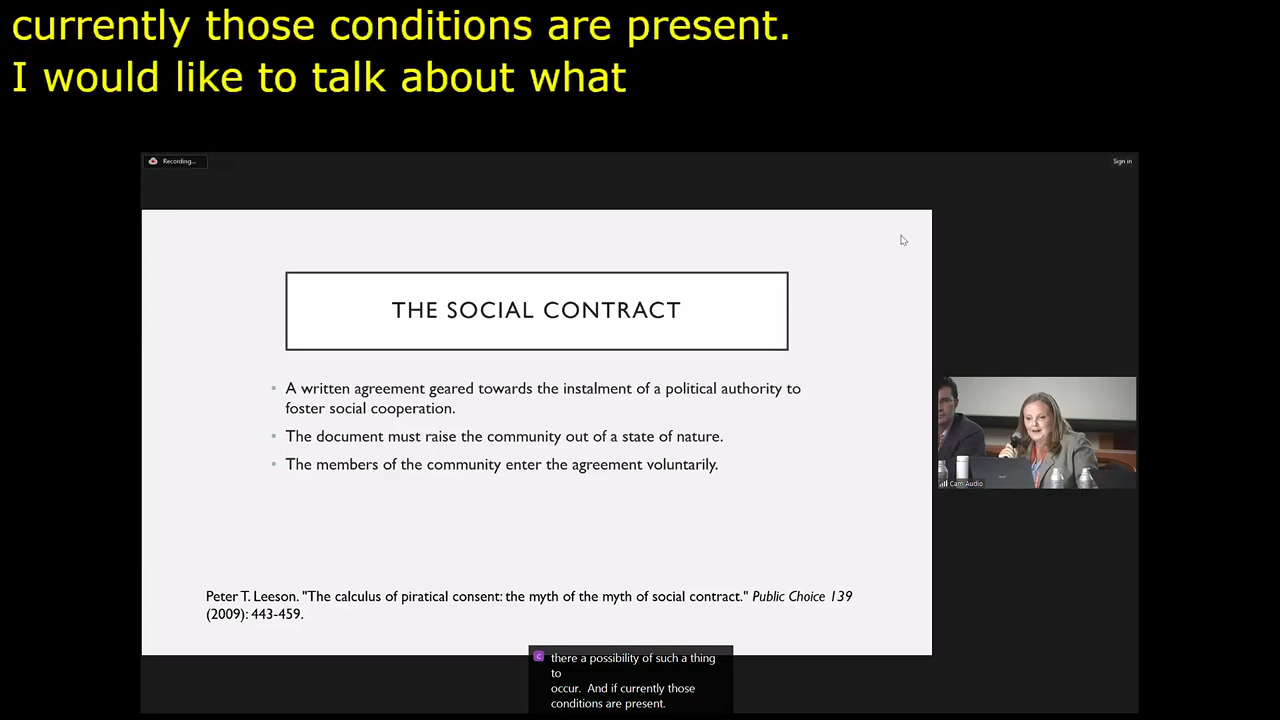 currently those conditions are present.
I would like to talk about what
Recording...
Sign in
THE SOCIAL CONTRACT
• A written agreement geared towards the instalment of a political authority to
foster social cooperation.
• The document must raise the community out of a state of nature.
• The members of the community enter the agreement voluntarily.
Cam Audio
Peter T. Leeson. "The calculus of piratical consent: the myth of the myth of social contract." Public Choice 139
(2009): 443-459.
C
there a possibility of such a thing
to
occur. And if currently those
conditions are present.